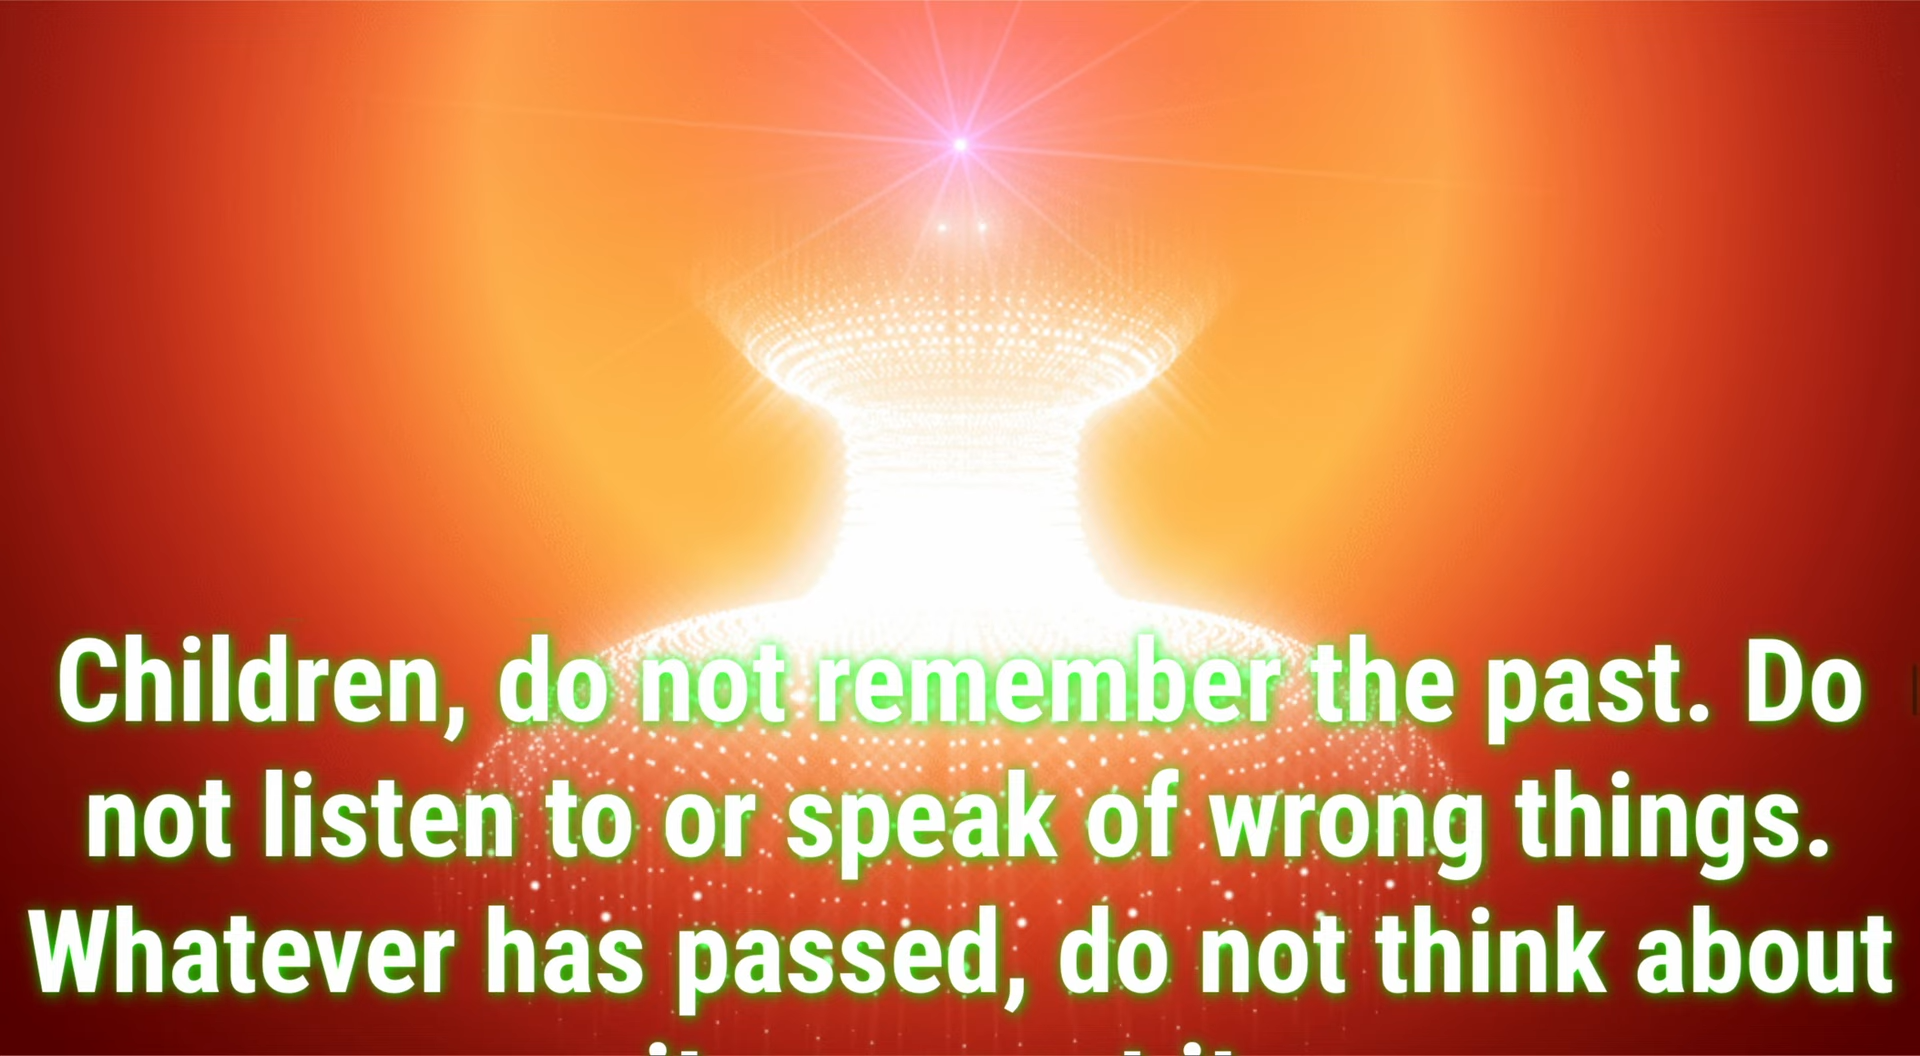 Children, do not remember the past. Do
not listen to or speak of wrong things.
Whatever has passed, do not think about